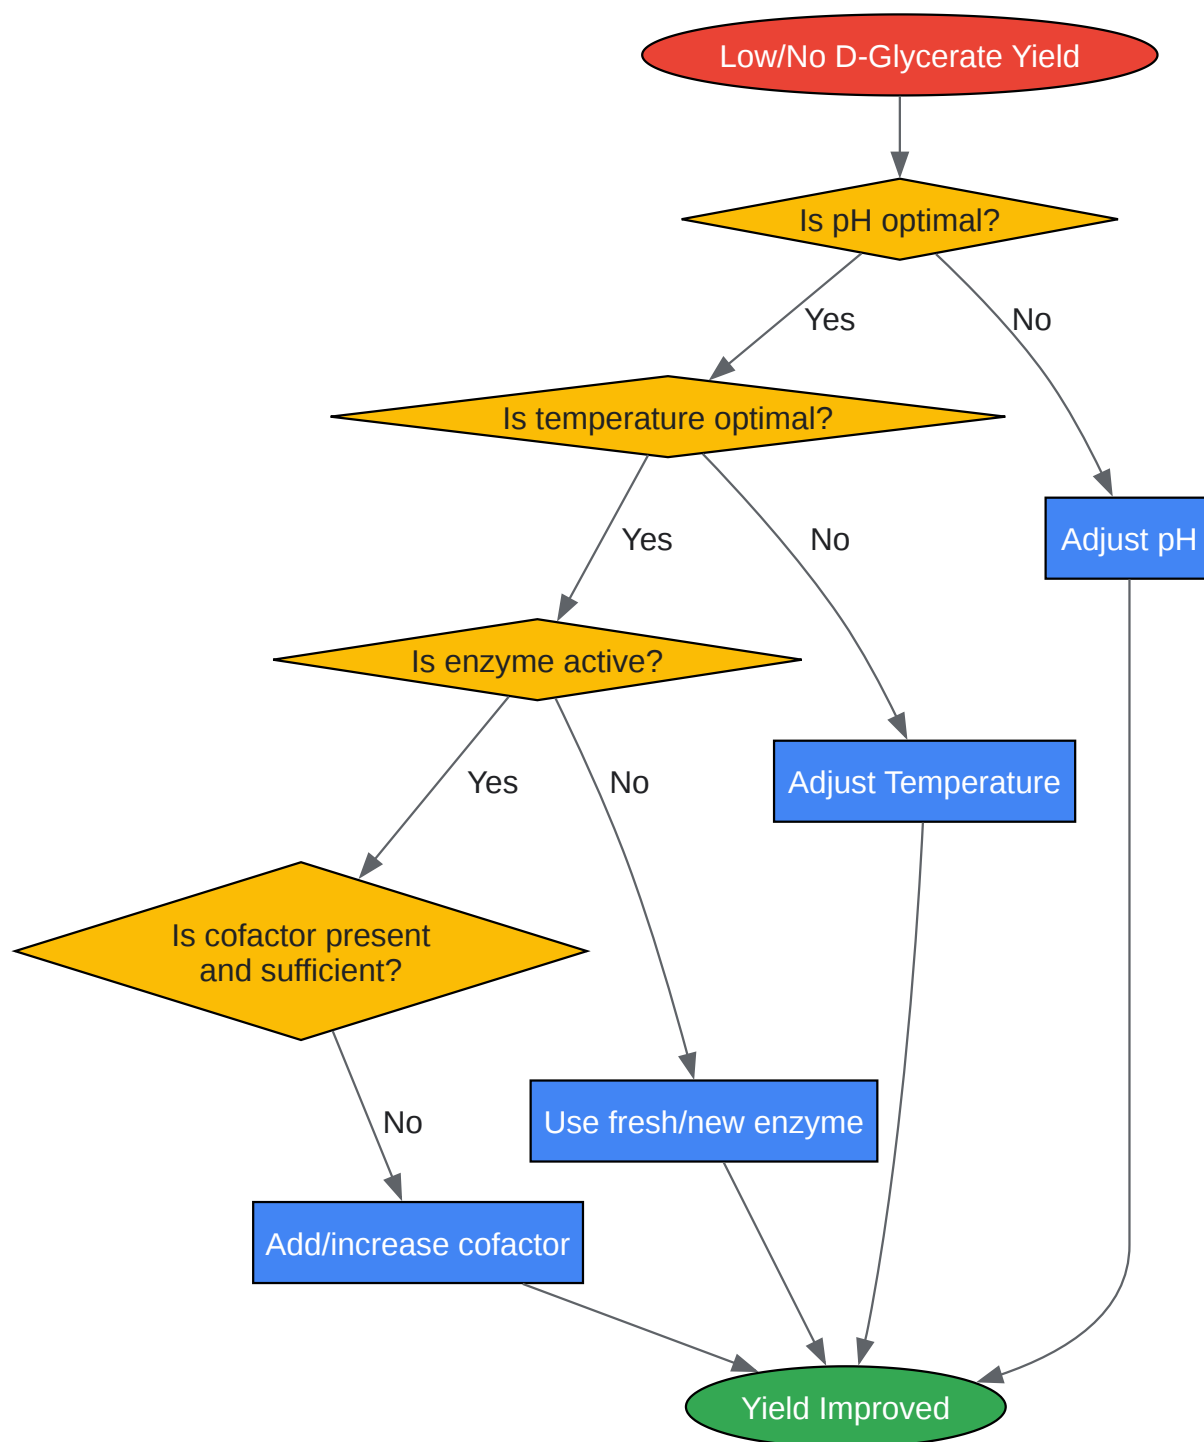 Low/No D-Glycerate Yield
Is pH optimal?
Yes
No
Is temperature optimal?
Yes
No
Adjust pH
Is enzyme active?
Yes
No
Adjust Temperature
Is cofactor present
and sufficient?
No
Use fresh/new enzyme
Add/increase cofactor
Yield Improved